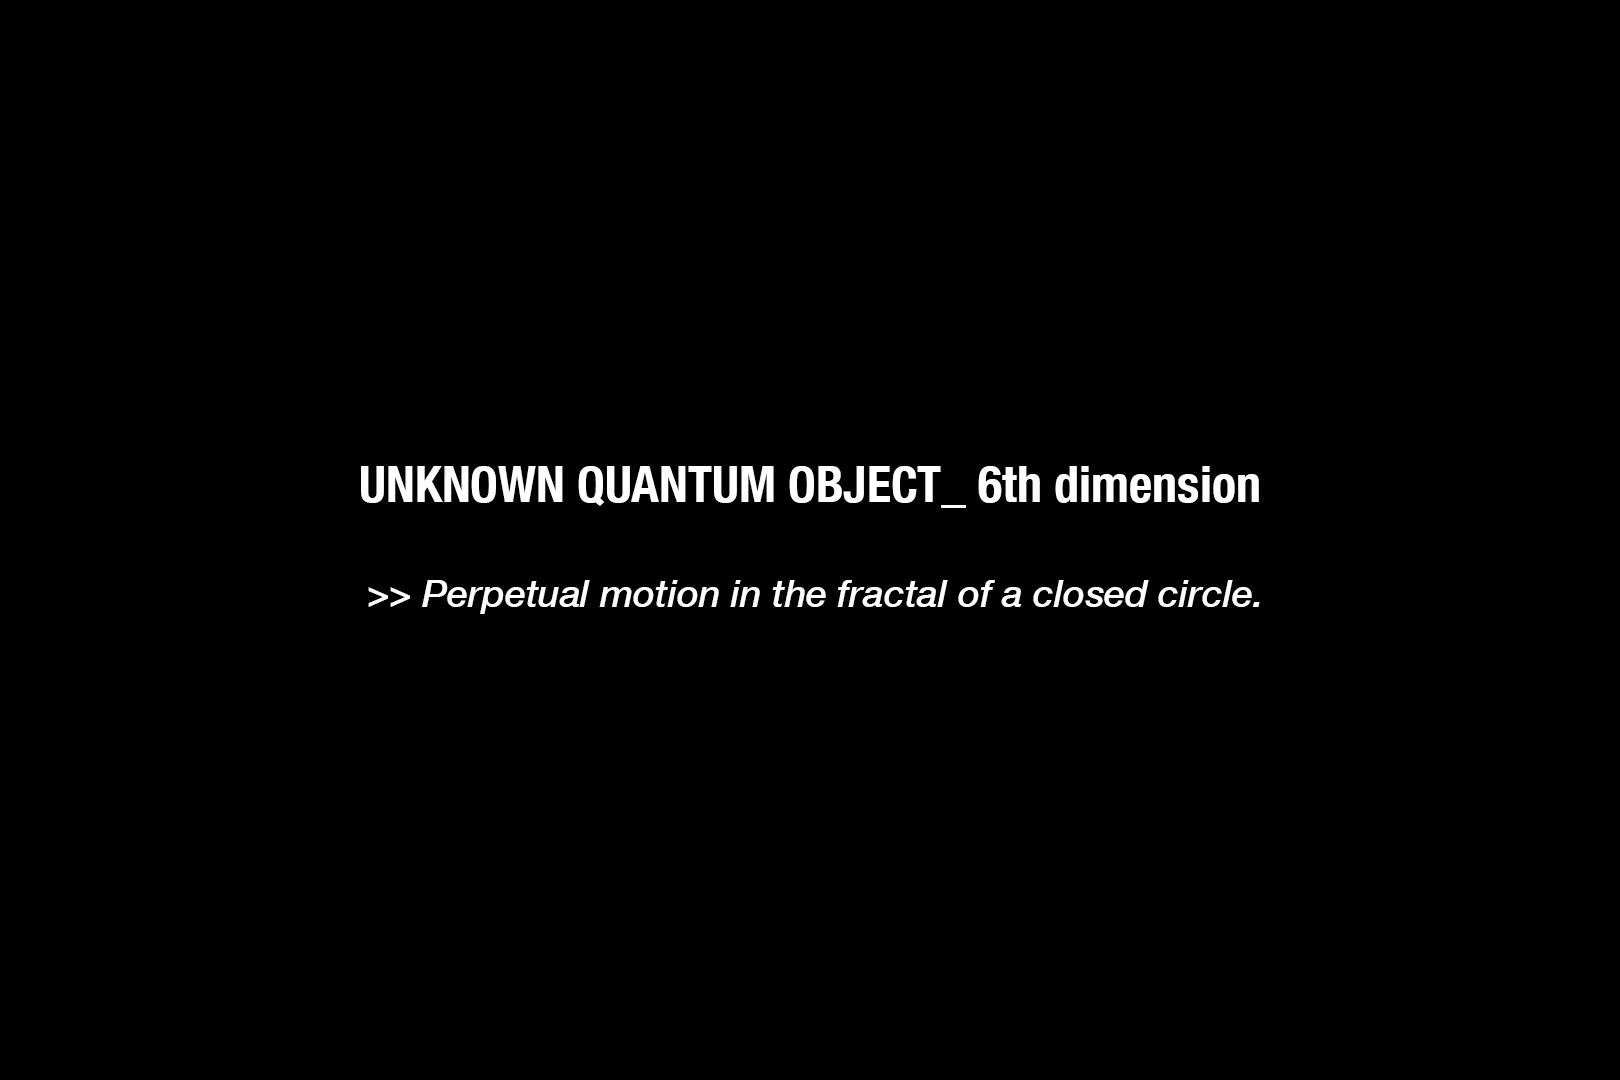 UNKNOWN QUANTUM OBJECT_ 6th dimension
>> Perpetual motion in the fractal of a closed circle.